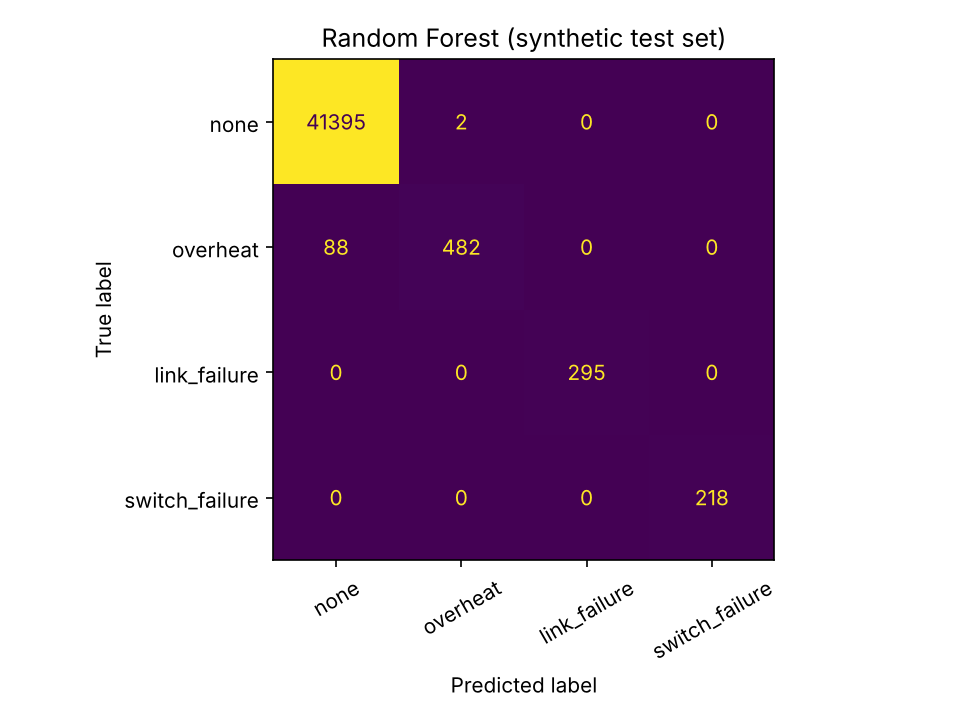 Random Forest (synthetic test set)
none 41395 2 0 0
overheat 88 482 0 0
True label
link_failure 0 0 295 0
switch_failure 0 0 0 218
none overheat link_failure switch_failure
Predicted label